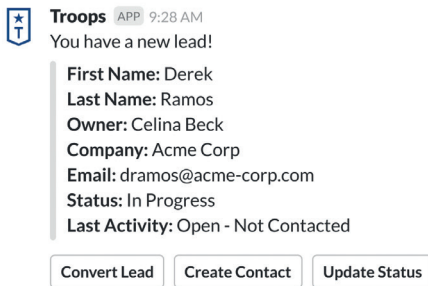 Troops APP 9:28 AM
You have a new lead!
First Name: Derek
Last Name: Ramos
Owner: Celina Beck
Company: Acme Corp
Email: dramos@acme-corp.com
Status: In Progress
Last Activity: Open - Not Contacted
Convert Lead Create Contact Update Status